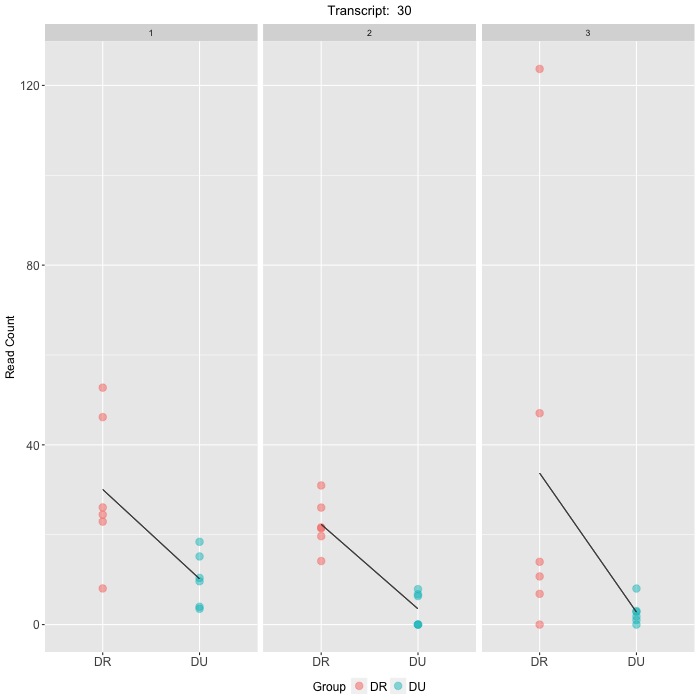 Transcript: 30
1 2 3
120
80
40
0
Read Count
DR DU DR DU DR DU
Group DR DU